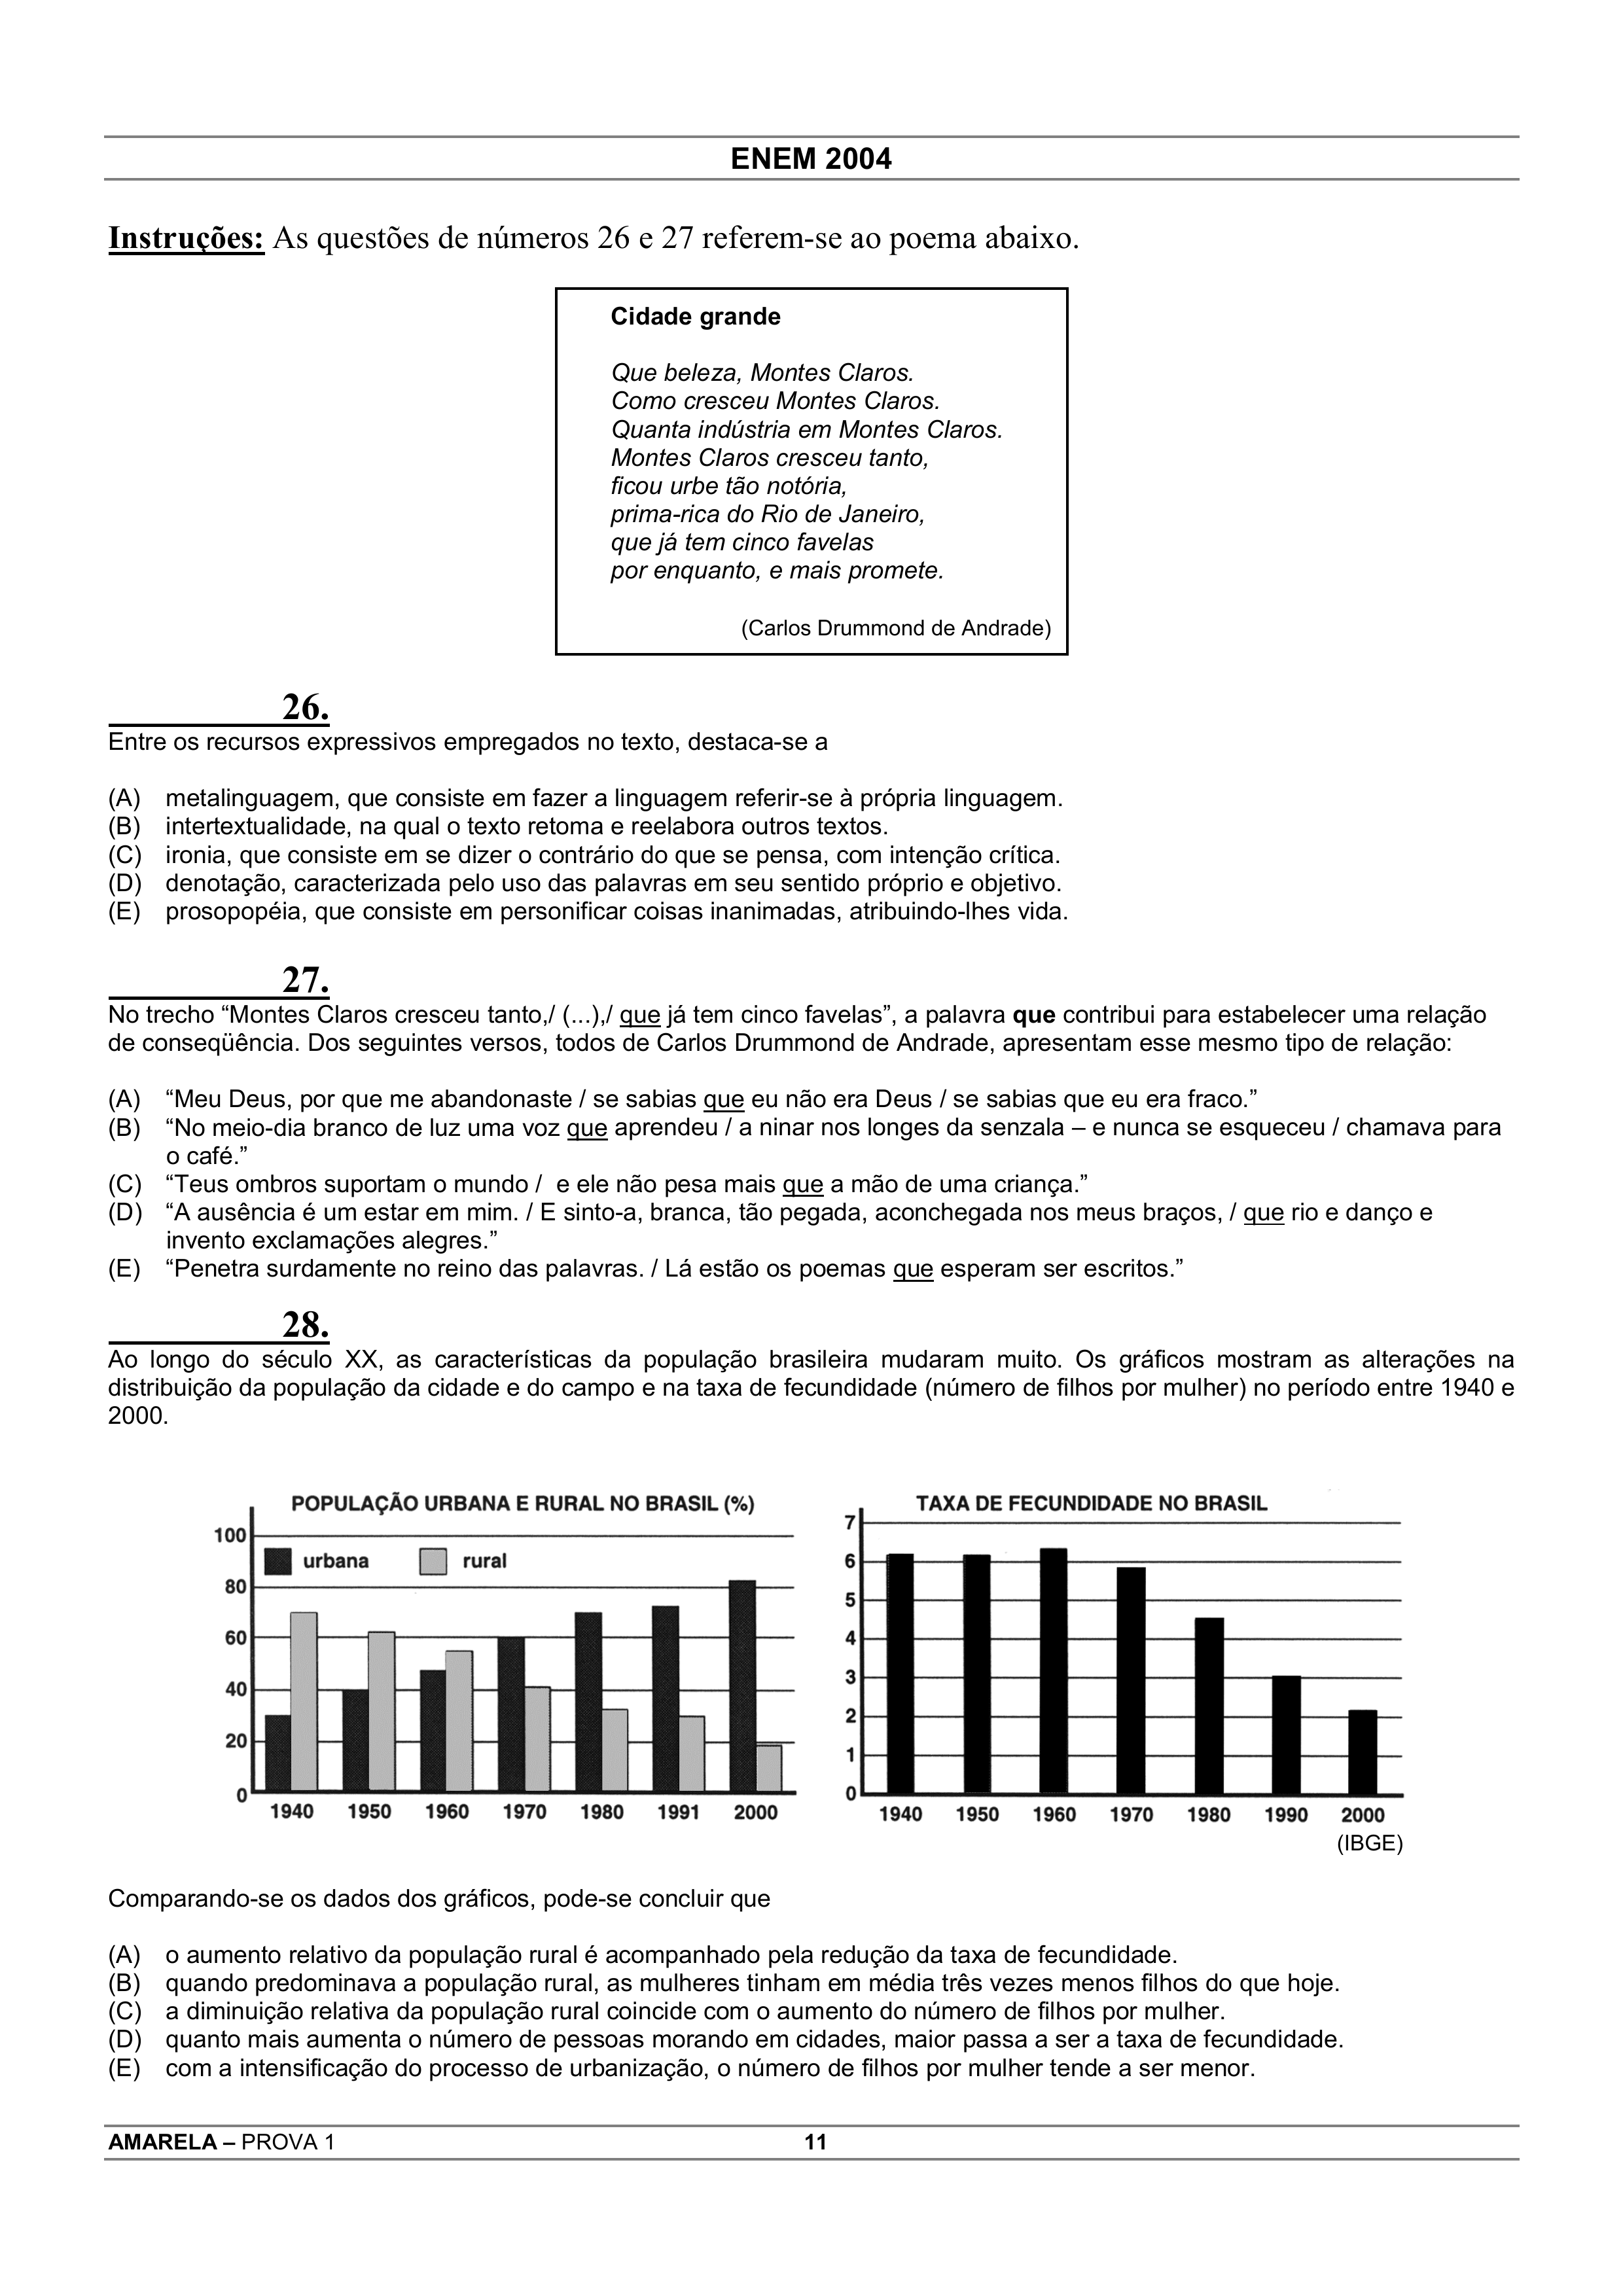 ENEM 2004
Instruções: As questões de números 26 e 27 referem-se ao poema abaixo.
Cidade grande
Que beleza, Montes Claros.
Como cresceu Montes Claros.
Quanta indústria em Montes Claros.
Montes Claros cresceu tanto,
ficou urbe tão notória,
prima-rica do Rio de Janeiro,
que já tem cinco favelas
por enquanto, e mais promete.
(Carlos Drummond de Andrade)
26.
Entre os recursos expressivos empregados no texto, destaca-se a
(A) metalinguagem, que consiste em fazer a linguagem referir-se à própria linguagem.
(B) intertextualidade, na qual o texto retoma e reelabora outros textos.
(C) ironia, que consiste em se dizer o contrário do que se pensa, com intenção crítica.
(D) denotação, caracterizada pelo uso das palavras em seu sentido próprio e objetivo.
(E) prosopopéia, que consiste em personificar coisas inanimadas, atribuindo-lhes vida.
27.
No trecho “Montes Claros cresceu tanto,/ (...),/ que já tem cinco favelas”, a palavra que contribui para estabelecer uma relação
de conseqüência. Dos seguintes versos, todos de Carlos Drummond de Andrade, apresentam esse mesmo tipo de relação:
(A) “Meu Deus, por que me abandonaste / se sabias que eu não era Deus / se sabias que eu era fraco.”
(B) “No meio-dia branco de luz uma voz que aprendeu / a ninar nos longes da senzala – e nunca se esqueceu / chamava para
o café.”
(C) “Teus ombros suportam o mundo / e ele não pesa mais que a mão de uma criança.”
(D) “A ausência é um estar em mim. / E sinto-a, branca, tão pegada, aconchegada nos meus braços, / que rio e danço e
invento exclamações alegres.”
(E) “Penetra surdamente no reino das palavras. / Lá estão os poemas que esperam ser escritos.”
28.
Ao longo do século XX, as características da população brasileira mudaram muito. Os gráficos mostram as alterações na
distribuição da população da cidade e do campo e na taxa de fecundidade (número de filhos por mulher) no período entre 1940 e
2000.
POPULAÇÃO URBANA E RURAL NO BRASIL (%)
100
urbana rural
80
60
40
20
0
1940 1950 1960 1970 1980 1991 2000
TAXA DE FECUNDIDADE NO BRASIL
7
6
5
4
3
2
1
0
1940 1950 1960 1970 1980 1990 2000
(IBGE)
Comparando-se os dados dos gráficos, pode-se concluir que
(A) o aumento relativo da população rural é acompanhado pela redução da taxa de fecundidade.
(B) quando predominava a população rural, as mulheres tinham em média três vezes menos filhos do que hoje.
(C) a diminuição relativa da população rural coincide com o aumento do número de filhos por mulher.
(D) quanto mais aumenta o número de pessoas morando em cidades, maior passa a ser a taxa de fecundidade.
(E) com a intensificação do processo de urbanização, o número de filhos por mulher tende a ser menor.
AMARELA – PROVA 1 11